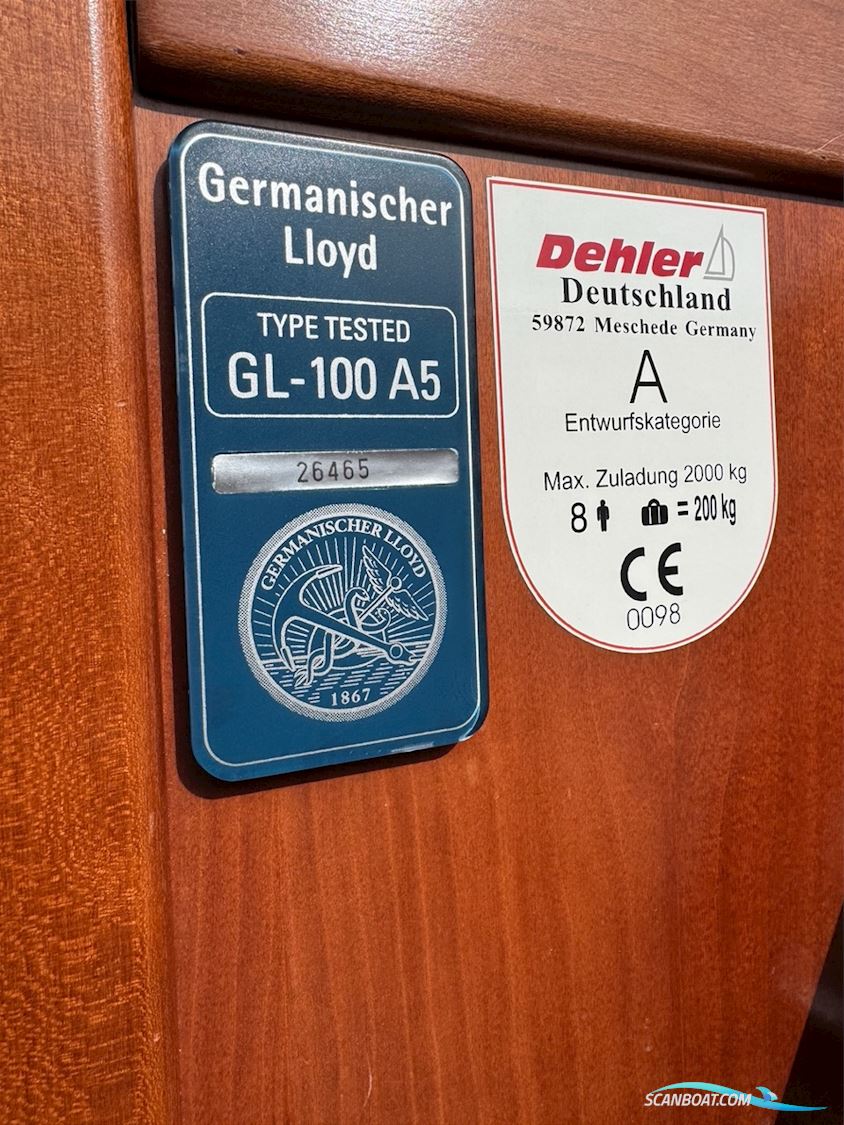 Germanischer
Lloyd
TYPE TESTED
GL-100 A5
26465
GERMANISCHER LLOYD
1867
Dehler
Deutschland
59872 Meschede Germany
A
Entwurfskategorie
Max. Zuladung 2000 kg
8 = 200 kg
CE
0098
SCANBOAT.COM